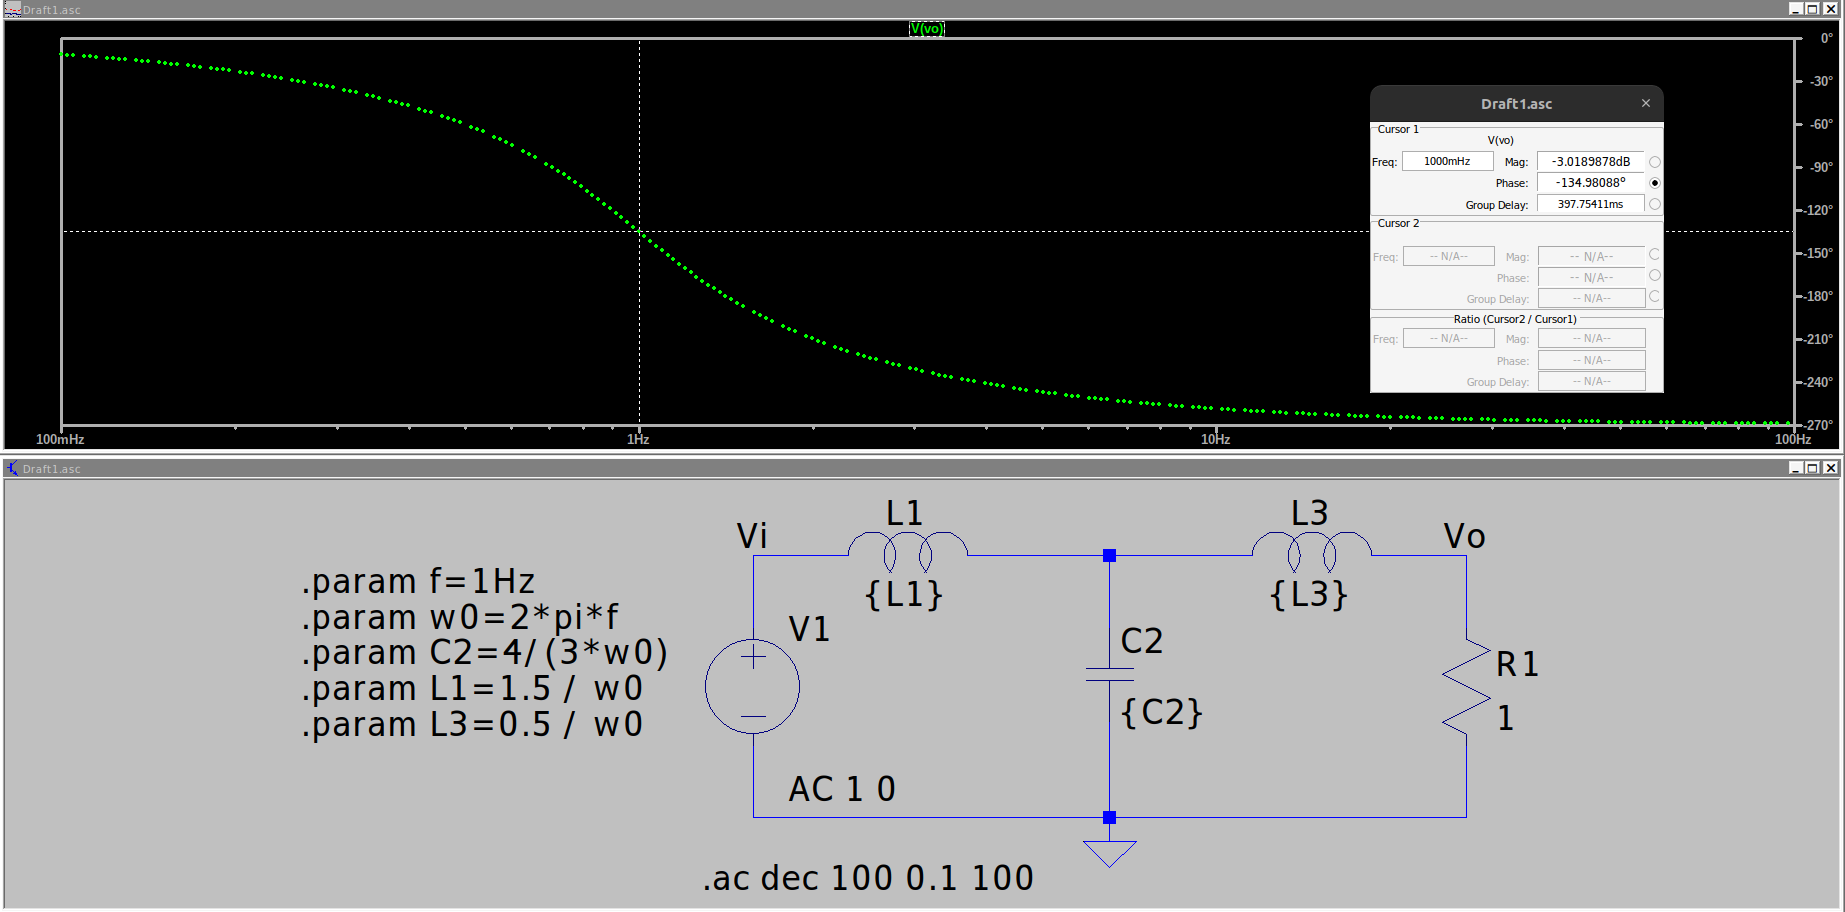 Draft1.asc
V(vo)
0°
-30°
-60°
-90°
-120°
-150°
-180°
-210°
-240°
-270°
100mHz 1Hz 10Hz 100Hz
Draft1.asc
Cursor 1
V(vo)
Freq: 1000mHz Mag: -3.0189878dB
Phase: -134.98088°
Group Delay: 397.75411ms
Cursor 2
Freq: -- N/A-- Mag: -- N/A--
Phase: -- N/A--
Group Delay: -- N/A--
Ratio (Cursor2 / Cursor1)
Freq: -- N/A-- Mag: -- N/A--
Phase: -- N/A--
Group Delay: -- N/A--
Draft1.asc
.param f=1Hz
.param w0=2*pi*f
.param C2=4/(3*w0)
.param L1=1.5 / w0
.param L3=0.5 / w0
Vi
L1
{L1}
L3
{L3}
Vo
V1
C2
{C2}
R1
1
AC 1 0
.ac dec 100 0.1 100